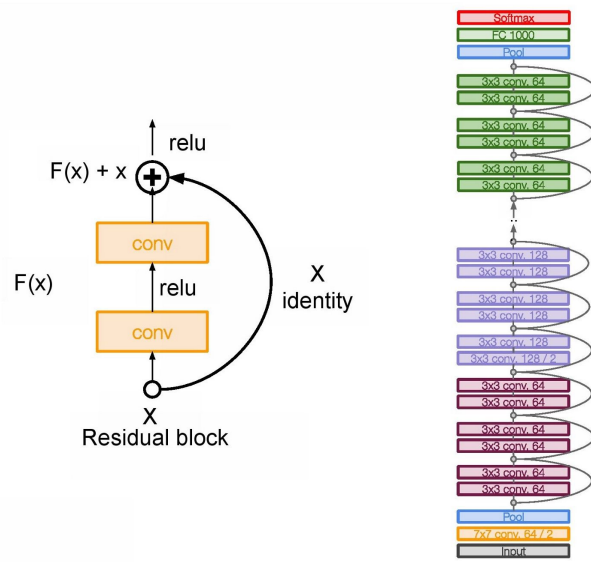 relu
F(x) + x
+
conv
F(x)
relu
X
identity
conv
X
Residual block
Softmax
FC 1000
Pool
3x3 conv, 64
3x3 conv, 64
3x3 conv, 64
3x3 conv, 64
3x3 conv, 64
3x3 conv, 64
..
3x3 conv, 128
3x3 conv, 128
3x3 conv, 128
3x3 conv, 128
3x3 conv, 128
3x3 conv, 128 / 2
3x3 conv, 64
3x3 conv, 64
3x3 conv, 64
3x3 conv, 64
3x3 conv, 64
3x3 conv, 64
Pool
7x7 conv, 64 / 2
Input